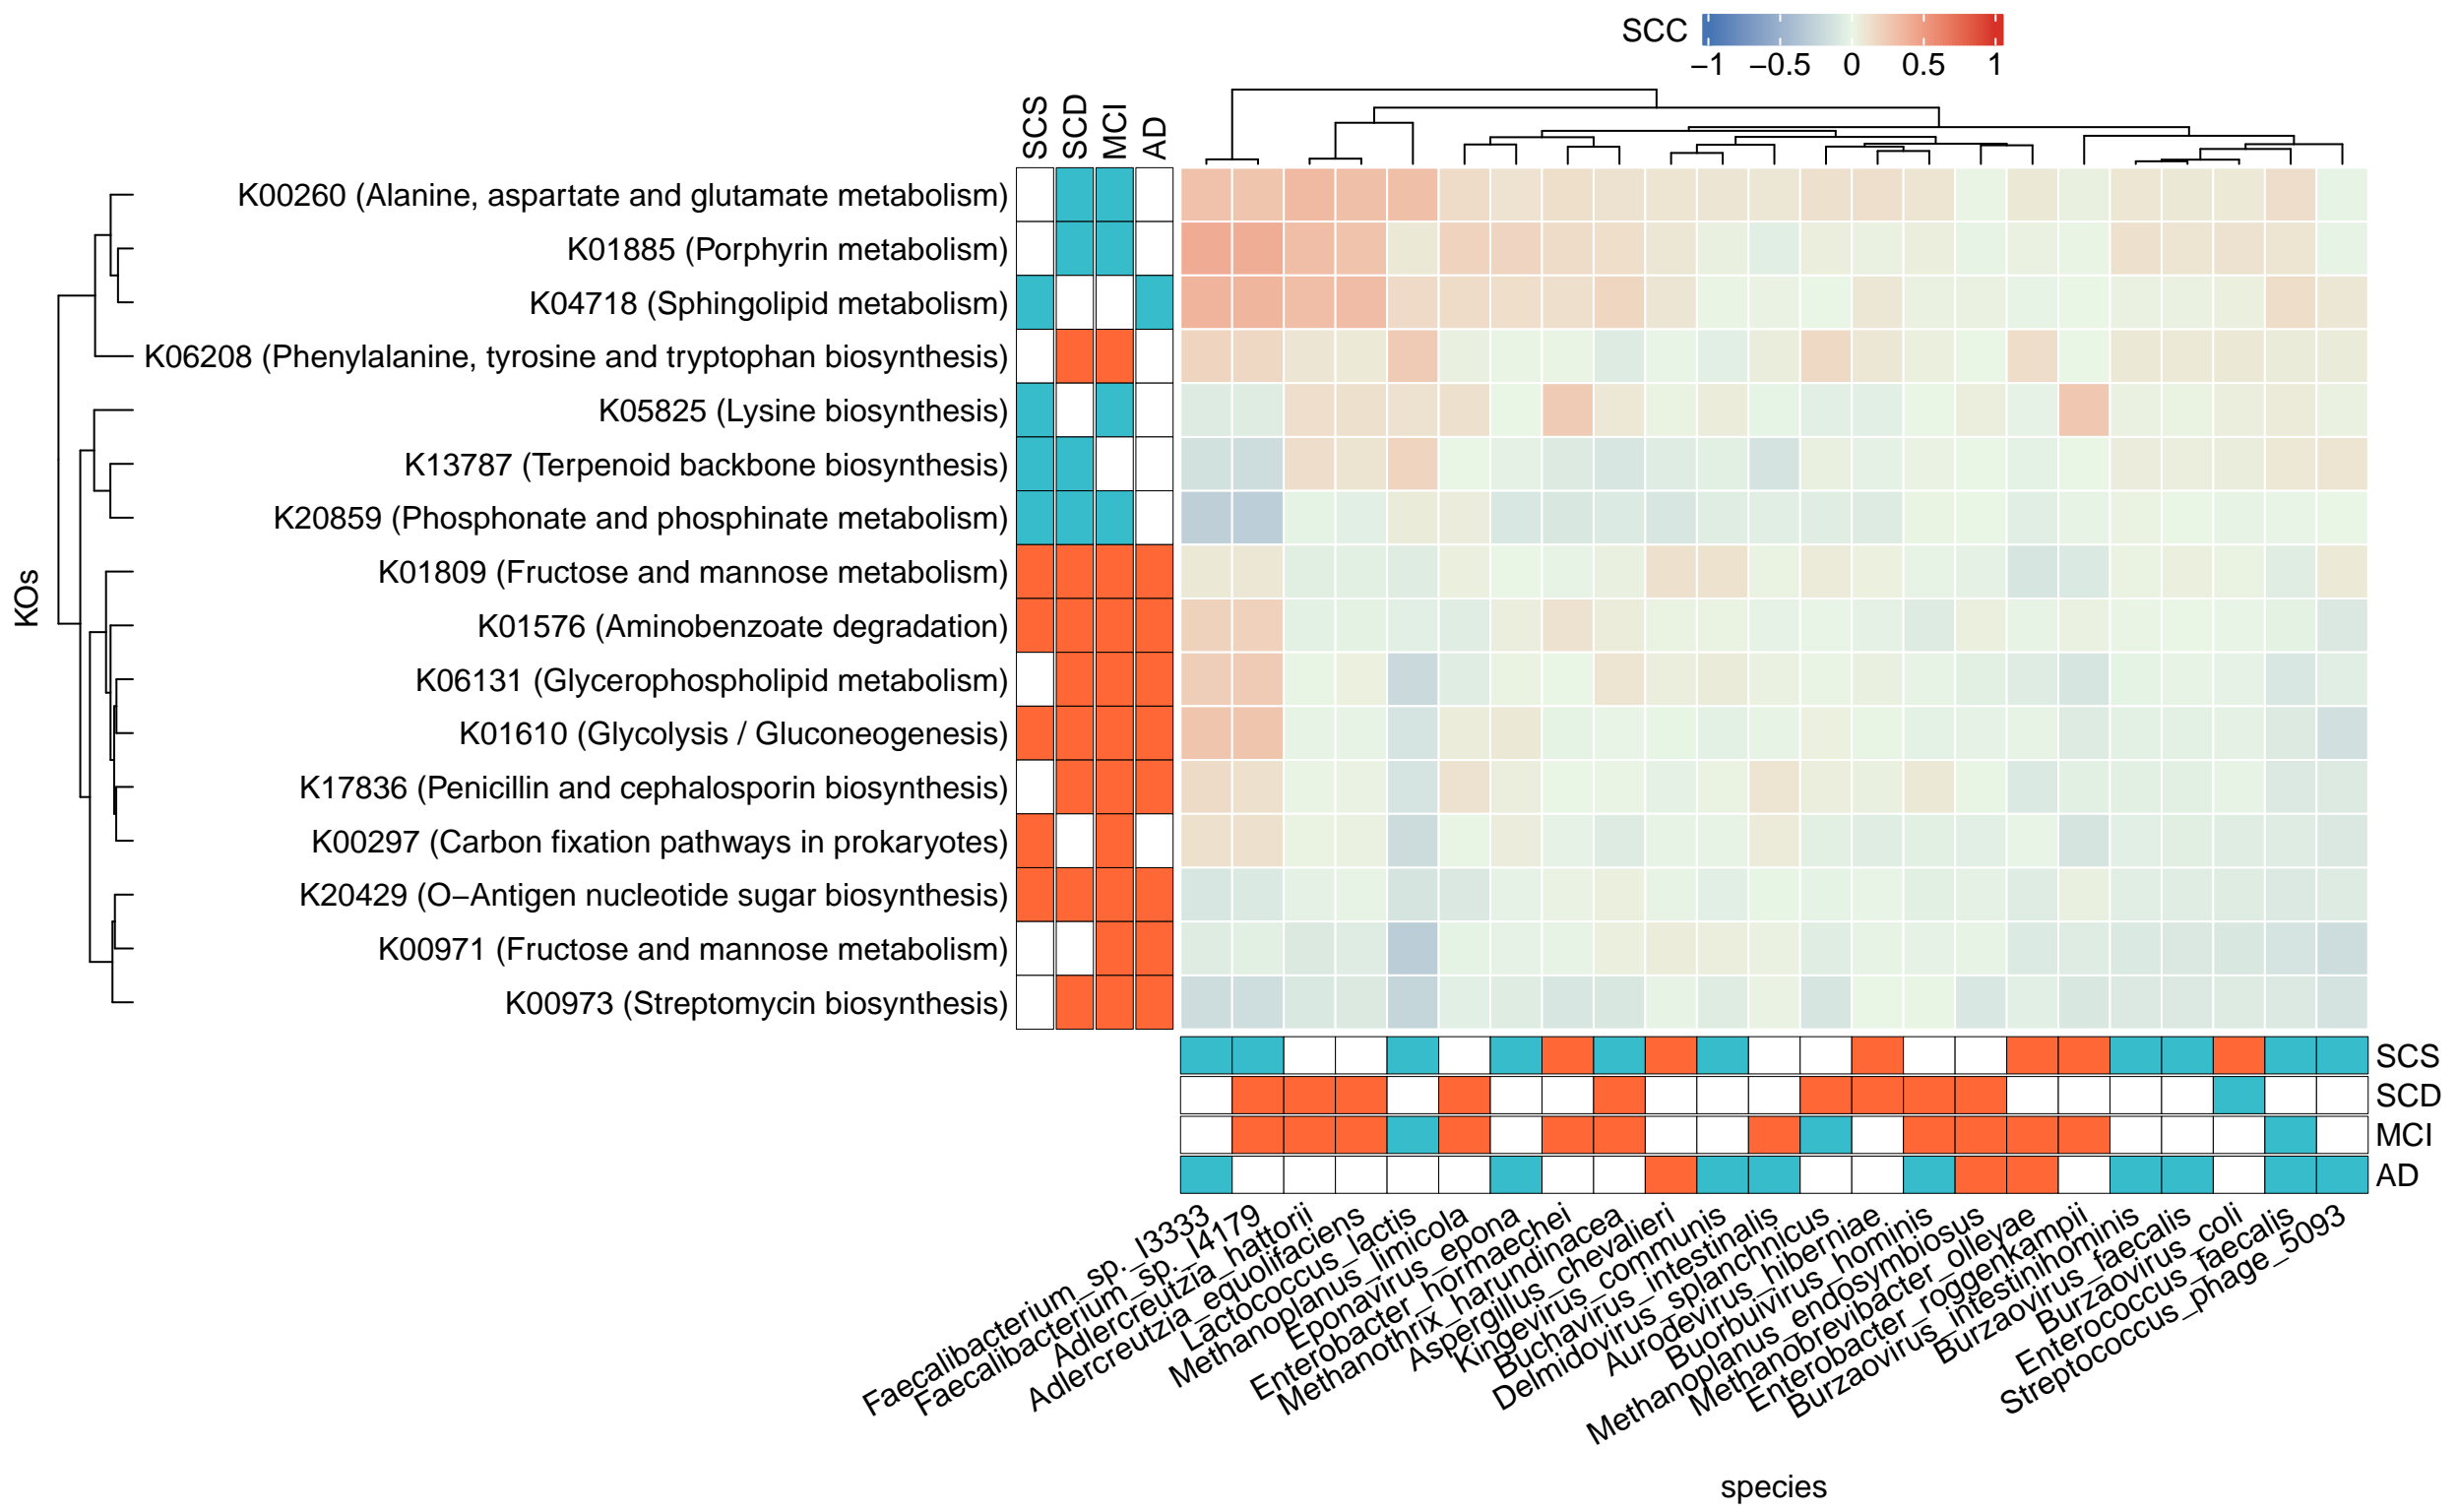 SCC
−1 −0.5 0 0.5 1
SCS
SCD
MCI
AD
K00260 (Alanine, aspartate and glutamate metabolism)
K01885 (Porphyrin metabolism)
K04718 (Sphingolipid metabolism)
K06208 (Phenylalanine, tyrosine and tryptophan biosynthesis)
K05825 (Lysine biosynthesis)
K13787 (Terpenoid backbone biosynthesis)
K20859 (Phosphonate and phosphinate metabolism)
K01809 (Fructose and mannose metabolism)
K01576 (Aminobenzoate degradation)
K06131 (Glycerophospholipid metabolism)
K01610 (Glycolysis / Gluconeogenesis)
K17836 (Penicillin and cephalosporin biosynthesis)
K00297 (Carbon fixation pathways in prokaryotes)
K20429 (O−Antigen nucleotide sugar biosynthesis)
K00971 (Fructose and mannose metabolism)
K00973 (Streptomycin biosynthesis)
KOs
SCS
SCD
MCI
AD
Faecalibacterium_sp._I3333
Faecalibacterium_sp._I4179
Adlercreutzia_hattorii
Adlercreutzia_equolifaciens
Lactococcus_lactis
Methanoplanus_limicola
Eponavirus_epona
Enterobacter_hormaechei
Methanothrix_harundinacea
Aspergillus_chevalieri
Kingevirus_communis
Buchavirus_intestinalis
Delmidovirus_splanchnicus
Aurodevirus_hiberniae
Buorbuivirus_hominis
Methanoplanus_endosymbiosus
Methanobrevibacter_olleyae
Enterobacter_roggenkampii
Burzaovirus_intestinihominis
Burzaovirus_faecalis
Burzaovirus_coli
Enterococcus_faecalis
Streptococcus_phage_5093
species